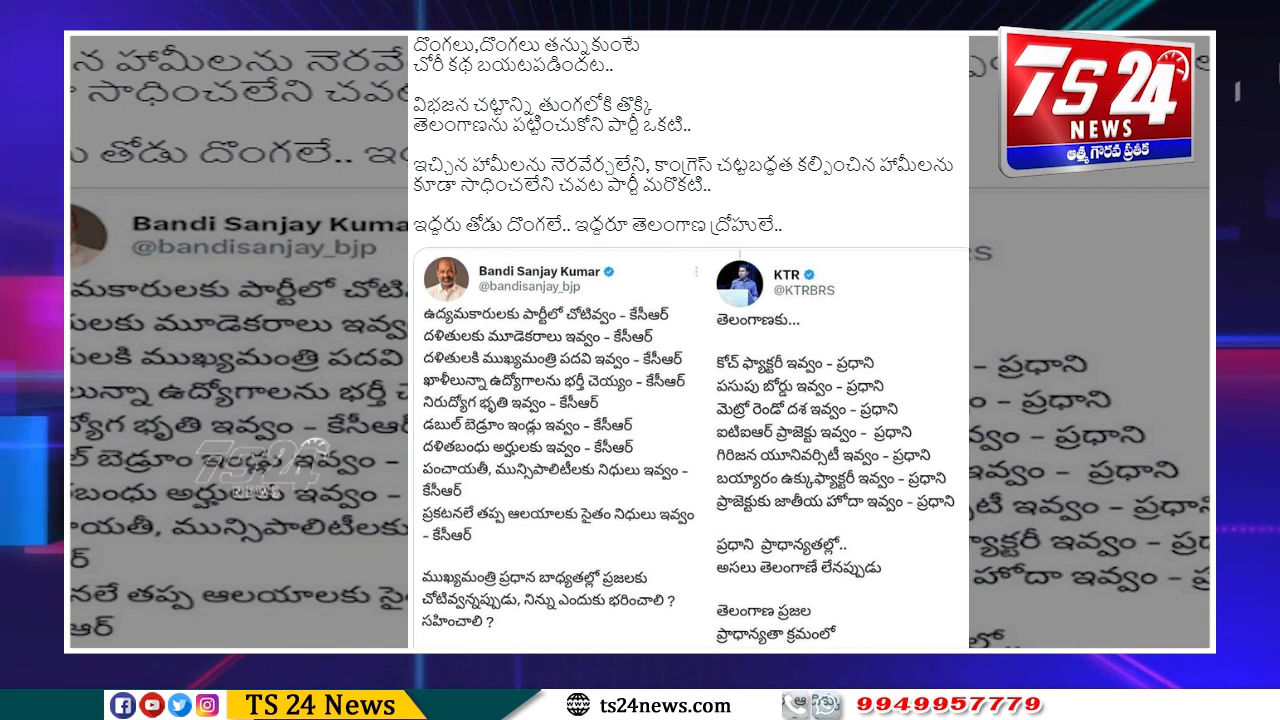 దొంగలు,దొంగలు తన్నుకుంటే
చోరీ కథ బయటపడిందట..
విభజన చట్టాన్ని తుంగలోకి తొక్కి
తెలంగాణను పట్టించుకోని పార్టీ ఒకటి..
ఇచ్చిన హామీలను నెరవేర్చలేని, కాంగ్రెస్ చట్టబద్ధత కల్పించిన హామీలను
కూడా సాధించలేని చవట పార్టీ మరొకటి..
ఇద్దరు తోడు దొంగలే.. ఇద్దరూ తెలంగాణ ద్రోహులే..
Bandi Sanjay Kumar
@bandisanjay_bjp
ఉద్యమకారులకు పార్టీలో చోటివ్వం – కేసీఆర్
దళితులకు మూడెకరాలు ఇవ్వం – కేసీఆర్
దళితులకి ముఖ్యమంత్రి పదవి ఇవ్వం – కేసీఆర్
ఖాళీలున్నా ఉద్యోగాలను భర్తీ చెయ్యం – కేసీఆర్
నిరుద్యోగ భృతి ఇవ్వం – కేసీఆర్
డబుల్ బెడ్రూం ఇండ్లు ఇవ్వం – కేసీఆర్
దళితబంధు అర్హులకు ఇవ్వం – కేసీఆర్
పంచాయతీ, మున్సిపాలిటీలకు నిధులు ఇవ్వం –
కేసీఆర్
ప్రకటనలే తప్ప ఆలయాలకు సైతం నిధులు ఇవ్వం
– కేసీఆర్
ముఖ్యమంత్రి ప్రధాన బాధ్యతల్లో ప్రజలకు
చోటివ్వన్నప్పుడు, నిన్ను ఎందుకు భరించాలి ?
సహించాలి ?
KTR
@KTRBRS
తెలంగాణకు...
కోచ్ ఫ్యాక్టరీ ఇవ్వం – ప్రధాని
పసుపు బోర్డు ఇవ్వం – ప్రధాని
మెట్రో రెండో దశ ఇవ్వం – ప్రధాని
ఐటిఐఆర్ ప్రాజెక్టు ఇవ్వం – ప్రధాని
గిరిజన యూనివర్సిటీ ఇవ్వం – ప్రధాని
బయ్యారం ఉక్కుఫ్యాక్టరీ ఇవ్వం – ప్రధాని
ప్రాజెక్టుకు జాతీయ హోదా ఇవ్వం – ప్రధాని
ప్రధాని ప్రాధాన్యతల్లో..
అసలు తెలంగాణే లేనప్పుడు
తెలంగాణ ప్రజల
ప్రాధాన్యతా క్రమంలో
TS 24
NEWS
ఆత్మ గౌరవ ప్రతీక
TS 24
NEWS
TS 24 News
ts24news.com
9949957779